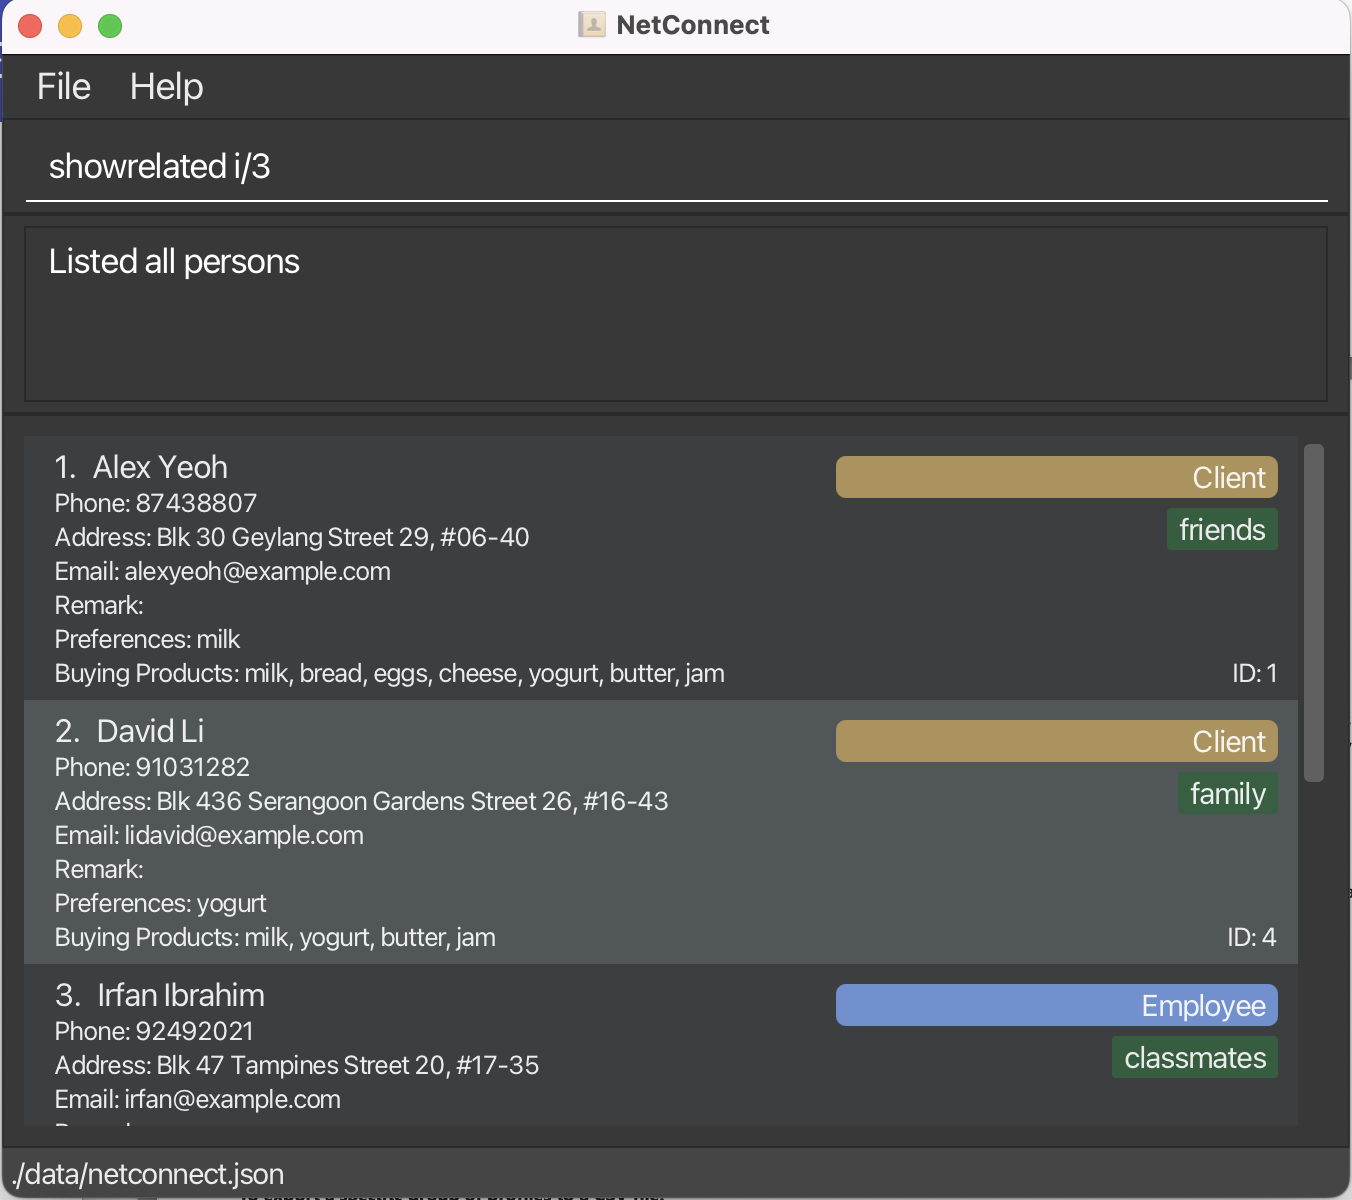 NetConnect
File Help
showrelated i/3
Listed all persons
1. Alex Yeoh
Client
Phone: 87438807
friends
Address: Blk 30 Geylang Street 29, #06-40
Email: alexyeoh@example.com
Remark:
Preferences: milk
Buying Products: milk, bread, eggs, cheese, yogurt, butter, jam
ID: 1
2. David Li
Client
Phone: 91031282
family
Address: Blk 436 Serangoon Gardens Street 26, #16-43
Email: lidavid@example.com
Remark:
Preferences: yogurt
Buying Products: milk, yogurt, butter, jam
ID: 4
3. Irfan Ibrahim
Employee
Phone: 92492021
classmates
Address: Blk 47 Tampines Street 20, #17-35
Email: irfan@example.com
./data/netconnect.json